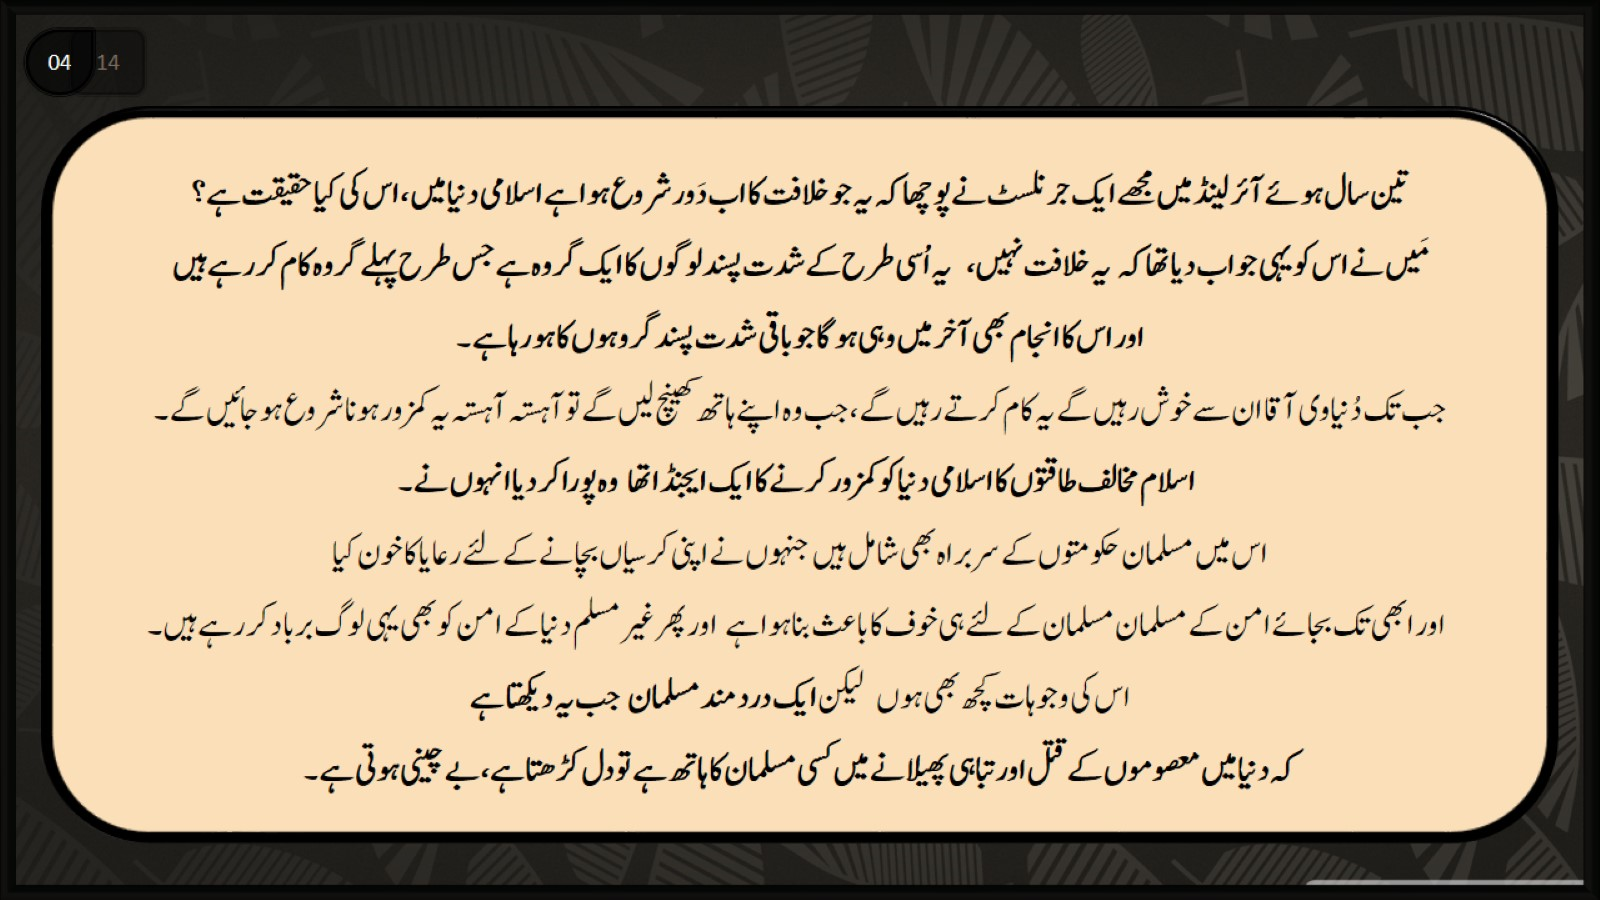 04 14
تین سال ہوئے آئرلینڈ میں مجھے ایک جرنلسٹ نے پوچھا کہ یہ جو خلافت کا اب دَور شروع ہوا ہے اسلامی دنیا میں، اس کی کیا حقیقت ہے؟
مَیں نے اس کو یہی جواب دیا تھا کہ یہ خلافت نہیں، یہ اُسی طرح کے شدت پسند لوگوں کا ایک گروہ ہے جس طرح پہلے گروہ کام کر رہے ہیں
اور اس کا انجام بھی آخر میں وہی ہو گا جو باقی شدت پسند گروہوں کا ہو رہا ہے۔
جب تک دُنیاوی آقا ان سے خوش رہیں گے یہ کام کرتے رہیں گے، جب وہ اپنے ہاتھ کھینچ لیں گے تو آہستہ آہستہ یہ کمزور ہونا شروع ہو جائیں گے۔
اسلام مخالف طاقتوں کا اسلامی دنیا کو کمزور کرنے کا ایک ایجنڈا تھا وہ پورا کر دیا انہوں نے۔
اس میں مسلمان حکومتوں کے سربراہ بھی شامل ہیں جنہوں نے اپنی کرسیاں بچانے کے لئے رعایا کا خون کیا
اور ابھی تک بجائے امن کے مسلمان مسلمان کے لئے ہی خوف کا باعث بنا ہوا ہے اور پھر غیر مسلم دنیا کے امن کو بھی یہی لوگ برباد کر رہے ہیں۔
اس کی وجوہات کچھ بھی ہوں لیکن ایک درد مند مسلمان جب یہ دیکھتا ہے
کہ دنیا میں معصوموں کے قتل اور تباہی پھیلانے میں کسی مسلمان کا ہاتھ ہے تو دل کڑھتا ہے، بے چینی ہوتی ہے۔